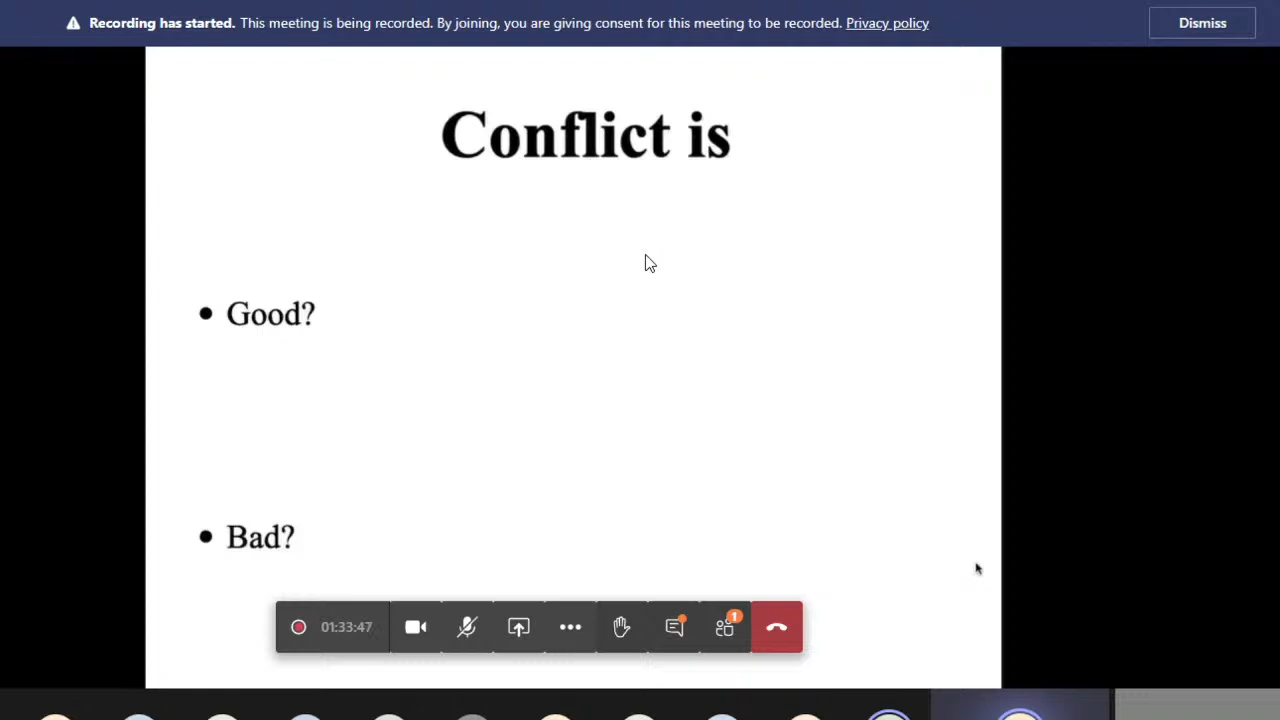 Recording has started. This meeting is being recorded. By joining, you are giving consent for this meeting to be recorded. Privacy policy
Dismiss
Conflict is
• Good?
• Bad?
01:33:47
1